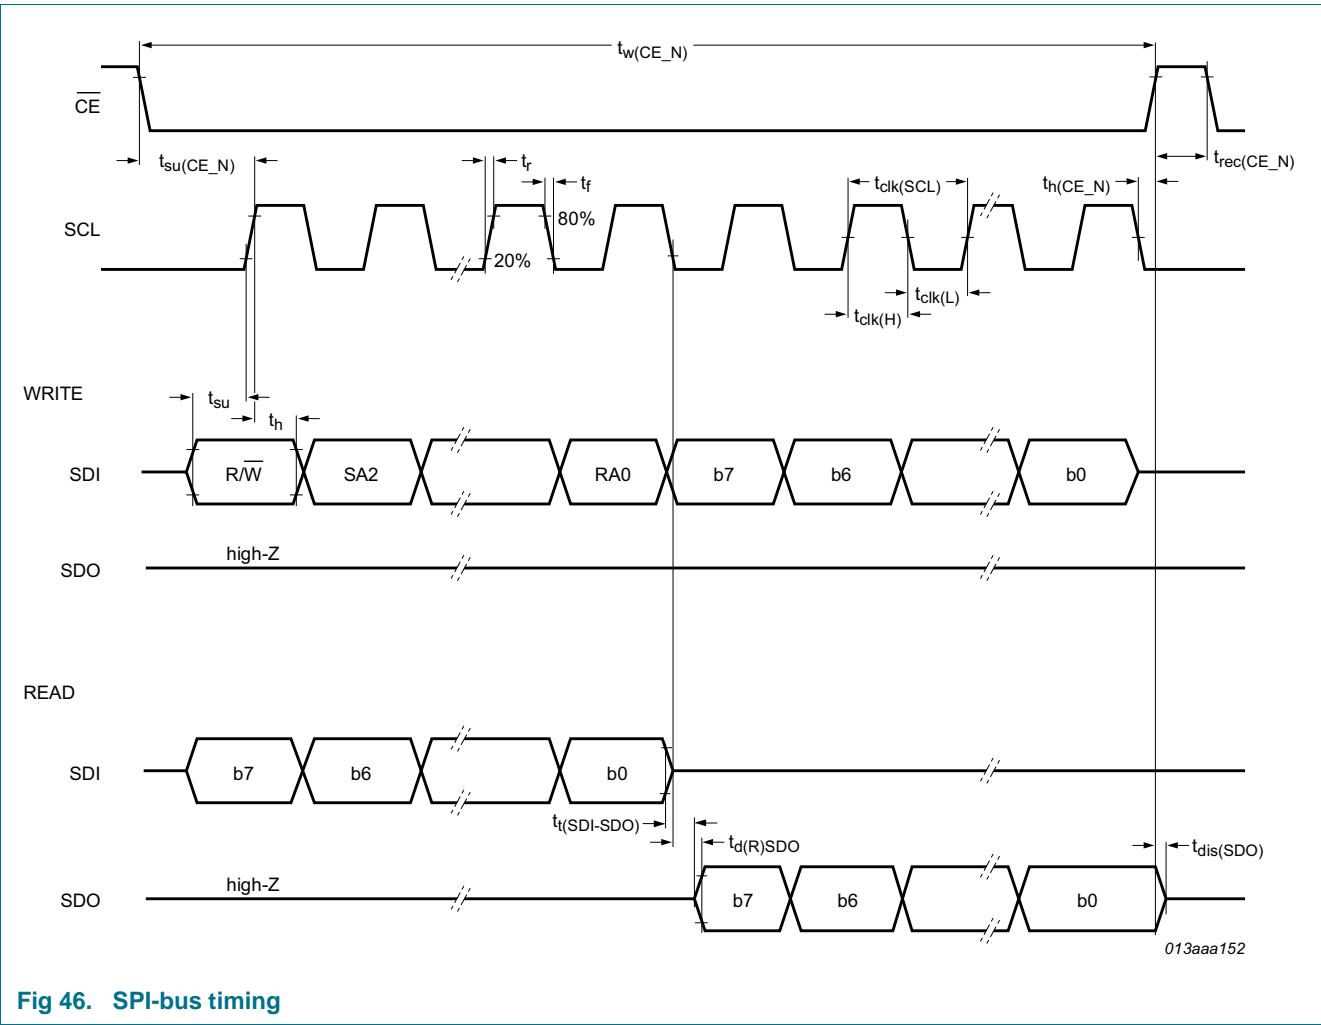 tw(CE_N)
CE
tsu(CE_N)
tr
trec(CE_N)
tf
tclk(SCL)
th(CE_N)
SCL
80%
20%
tclk(L)
tclk(H)
WRITE
tsu
th
SDI
R/W
SA2
RA0
b7
b6
b0
high-Z
SDO
READ
SDI
b7
b6
b0
tt(SDI-SDO)
td(R)SDO
tdis(SDO)
high-Z
SDO
b7
b6
b0
013aaa152
Fig 46. SPI-bus timing